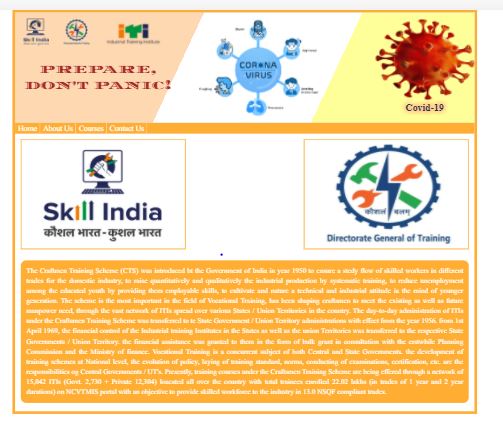 Skill India
iTi
Industrial Training Institute
PREPARE,
DON'T PANIC!
CORONA
VIRUS
Covid-19
Home About Us Courses Contact Us
Skill India
कौशल भारत - कुशल भारत
कौशलं बलम्
Directorate General of Training
The Craftmen Training Scheme (CTS) was introduced bt the Government of India in year 1950 to ensure a stedy flow of skilled workers in different
trades for the domestic industry, to raise quantitatively and qualitatively the industrial production by systematic training, to reduce unemployment
among the educated youth by providing them employable skills, to cultivate and nuture a technical and industrial attitude in the mind of younger
generation. The scheme is the most important in the field of Vocational Training, has been shaping craftmen to meet the existing as well as future
manpower need, through the vast network of ITIs spread over various States / Union Territories in the country. The day-to-day administration of ITIs
under the Craftmen Training Scheme was transferred to te State Government / Union Tertitory administrations with effect from the year 1956. from 1st
April 1969, the financial control of the Industrial training Institutes in the States as well as the union Territories was transferred to the respective State
Governments / Union Territory. the financial assistance was granted to them in the form of bulk grant in consultation with the erstwhile Planning
Commission and the Ministry of finance. Vocational Training is a concurrent subject of both Central and State Governments. the development of
training schemes at National level, the evolution of policy, laying of training standard, norms, conducting of examinations, certification, etc. are the
responsibilities og Central Governments / UT's. Presently, training courses under the Craftmen Training Scheme are being offered through a network of
15,042 ITIs (Govt. 2,730 + Private 12,304) loacated all over the country with total trainees enrolled 22.82 lakhs (in trades of 1 year and 2 year
durations) on NCVTMIS portal with an objective to provide skilled workforce to the industry in 13.0 NSQF compliant trades.